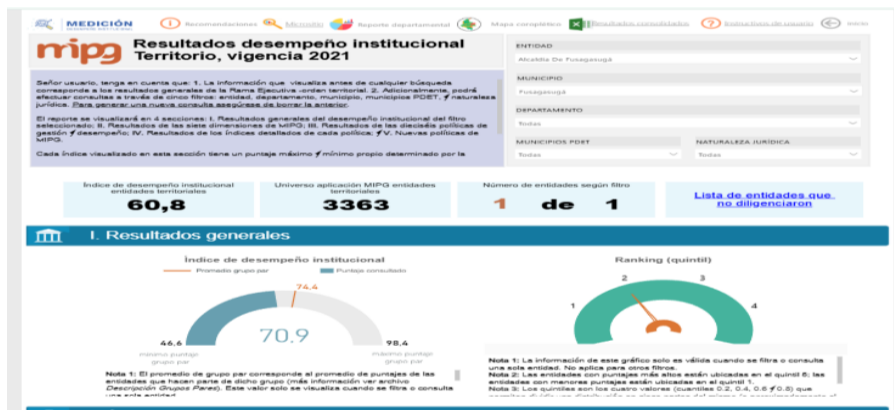 MEDICIÓN
Recomendaciones
Micrositio
Reporte departamental
Mapa coroplético
Resultados consolidados
Instructivos de usuario
Inicio
mipg
Resultados desempeño institucional
Territorio, vigencia 2021
ENTIDAD
Alcaldía De Fusagasugá
MUNICIPIO
Fusagasugá
DEPARTAMENTO
Todas
MUNICIPIOS PDET
NATURALEZA JURÍDICA
Todas
Todas
Señor usuario, tenga en cuenta que: 1. La información que visualiza antes de cualquier búsqueda
corresponde a los resultados generales de la Rama Ejecutiva -orden territorial. 2. Adicionalmente, podrá
efectuar consultas a través de cinco filtros: entidad, departamento, municipio, municipios PDET, y naturaleza
jurídica. Para generar una nueva consulta asegúrese de borrar la anterior.
El reporte se visualizará en 4 secciones: I. Resultados generales del desempeño institucional del filtro
seleccionado; II. Resultados de las siete dimensiones de MIPG; III. Resultados de las dieciséis políticas de
gestión y desempeño; IV. Resultados de los índices detallados de cada política; y V. Nuevas políticas de
MIPG.
Cada índice visualizado en esta sección tiene un puntaje máximo y mínimo propio determinado por la
Índice de desempeño institucional
entidades territoriales
60,8
Universo aplicación MIPG entidades
territoriales
3363
Número de entidades según filtro
1 de 1
Lista de entidades que
no diligenciaron
I. Resultados generales
Índice de desempeño institucional
Promedio grupo par
Puntaje consultado
74,4
70.9
46,6
98,4
mínimo puntaje
grupo par
máximo puntaje
grupo par
Nota 1: El promedio de grupo par corresponde al promedio de puntajes de las
entidades que hacen parte de dicho grupo (más información ver archivo
Descripción Grupos Pares). Este valor solo se visualiza cuando se filtra o consulta
una sola entidad
Ranking (quintil)
1
2
3
4
Nota 1: La información de este gráfico solo es válida cuando se filtra o consulta
una sola entidad. No aplica para otros filtros.
Nota 2: Las entidades con puntajes más altos están ubicadas en el quintil 5; las
entidades con menores puntajes están ubicadas en el quintil 1.
Nota 3: Los quintiles son los cuatro valores (cuantiles 0.2, 0.4, 0.6 y 0.8) que